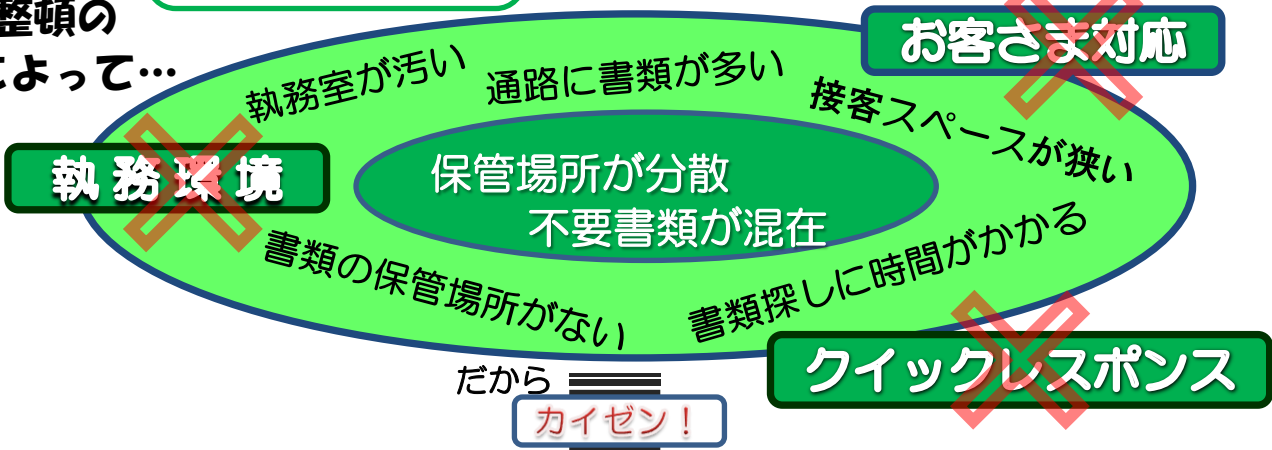 整頓の
によって…
お客さま対応
執務室が汚い
通路に書類が多い
接客スペースが狭い
執務環境
保管場所が分散
不要書類が混在
書類の保管場所がない
書類探しに時間がかかる
クイックレスポンス
だから
カイゼン！